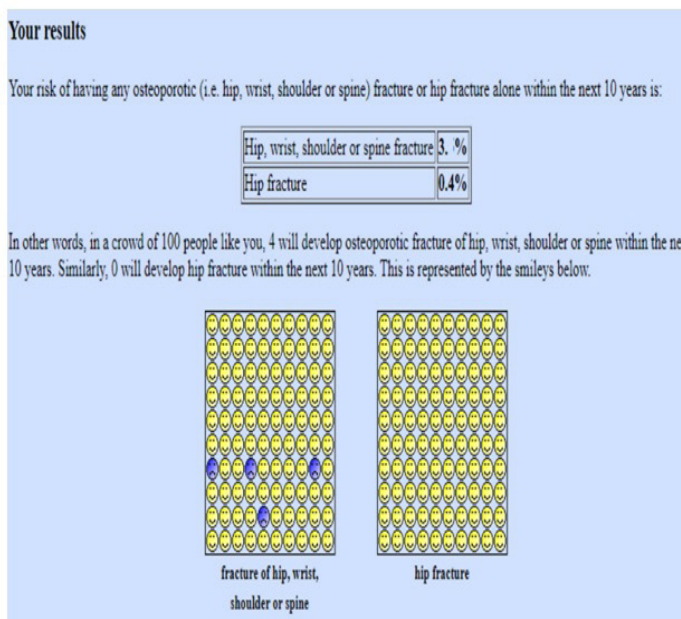 Your results
Your risk of having any osteoporotic (i.e. hip, wrist, shoulder or spine) fracture or hip fracture alone within the next 10 years is:
Hip, wrist, shoulder or spine fracture 3. %
Hip fracture 0.4%
In other words, in a crowd of 100 people like you, 4 will develop osteoporotic fracture of hip, wrist, shoulder or spine within the ne
10 years. Similarly, 0 will develop hip fracture within the next 10 years. This is represented by the smileys below.
fracture of hip, wrist,
shoulder or spine
hip fracture